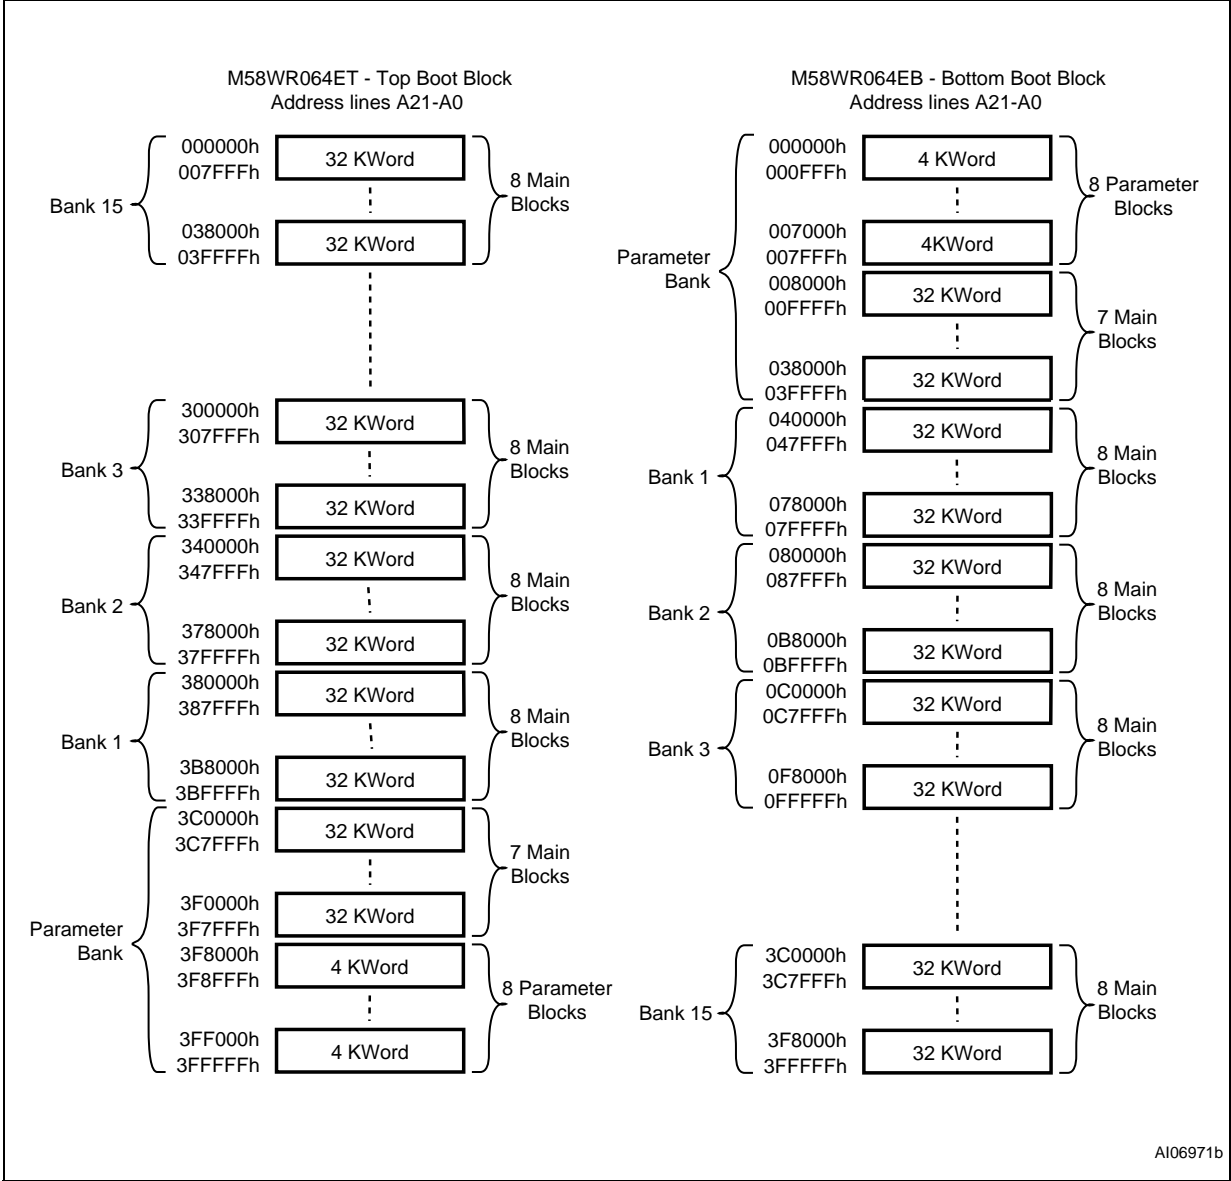 M58WR064ET - Top Boot Block
Address lines A21-A0
Bank 15
000000h
007FFFh
32 KWord
038000h
03FFFFh
32 KWord
8 Main
Blocks
Bank 3
300000h
307FFFh
32 KWord
338000h
33FFFFh
32 KWord
8 Main
Blocks
Bank 2
340000h
347FFFh
32 KWord
378000h
37FFFFh
32 KWord
8 Main
Blocks
Bank 1
380000h
387FFFh
32 KWord
3B8000h
3BFFFFh
32 KWord
8 Main
Blocks
Parameter
Bank
3C0000h
3C7FFFh
32 KWord
3F0000h
3F7FFFh
32 KWord
7 Main
Blocks
3F8000h
3F8FFFh
4 KWord
3FF000h
3FFFFFh
4 KWord
8 Parameter
Blocks
M58WR064EB - Bottom Boot Block
Address lines A21-A0
Parameter
Bank
000000h
000FFFh
4 KWord
007000h
007FFFh
4KWord
8 Parameter
Blocks
008000h
00FFFFh
32 KWord
038000h
03FFFFh
32 KWord
7 Main
Blocks
Bank 1
040000h
047FFFh
32 KWord
078000h
07FFFFh
32 KWord
8 Main
Blocks
Bank 2
080000h
087FFFh
32 KWord
0B8000h
0BFFFFh
32 KWord
8 Main
Blocks
Bank 3
0C0000h
0C7FFFh
32 KWord
0F8000h
0FFFFFh
32 KWord
8 Main
Blocks
Bank 15
3C0000h
3C7FFFh
32 KWord
3F8000h
3FFFFFh
32 KWord
8 Main
Blocks
AI06971b